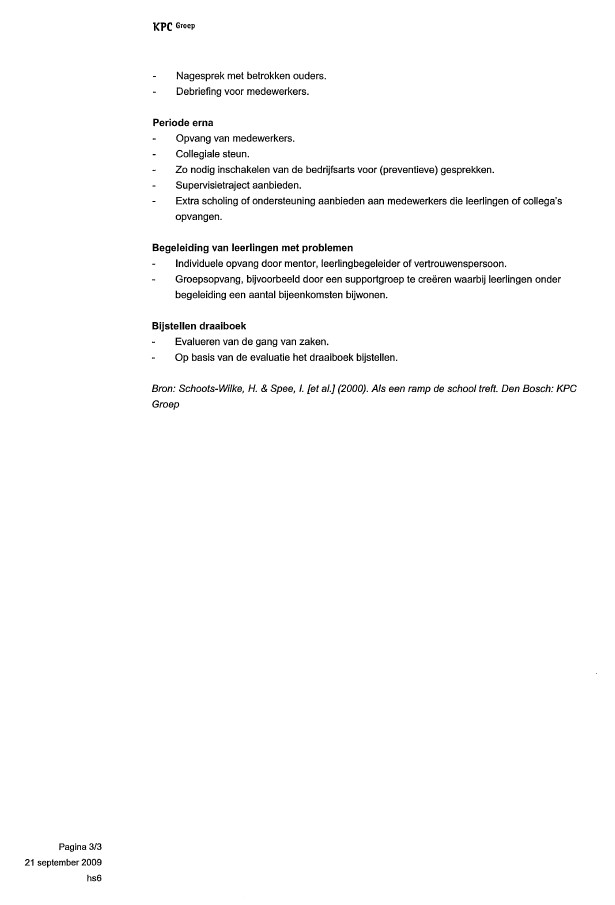 KPC Groep
- Nagesprek met betrokken ouders.
- Debriefing voor medewerkers.
Periode erna
- Opvang van medewerkers.
- Collegiale steun.
- Zo nodig inschakelen van de bedrijfsarts voor (preventieve) gesprekken.
- Supervisietraject aanbieden.
- Extra scholing of ondersteuning aanbieden aan medewerkers die leerlingen of collega's
opvangen.
Begeleiding van leerlingen met problemen
- Individuele opvang door mentor, leerlingbegeleider of vertrouwenspersoon.
- Groepsopvang, bijvoorbeeld door een supportgroep te creëren waarbij leerlingen onder
begeleiding een aantal bijeenkomsten bijwonen.
Bijstellen draaiboek
- Evalueren van de gang van zaken.
- Op basis van de evaluatie het draaiboek bijstellen.
Bron: Schoots-Wilke, H. & Spee, I. [et al.] (2000). Als een ramp de school treft. Den Bosch: KPC
Groep
Pagina 3/3
21 september 2009
hs6